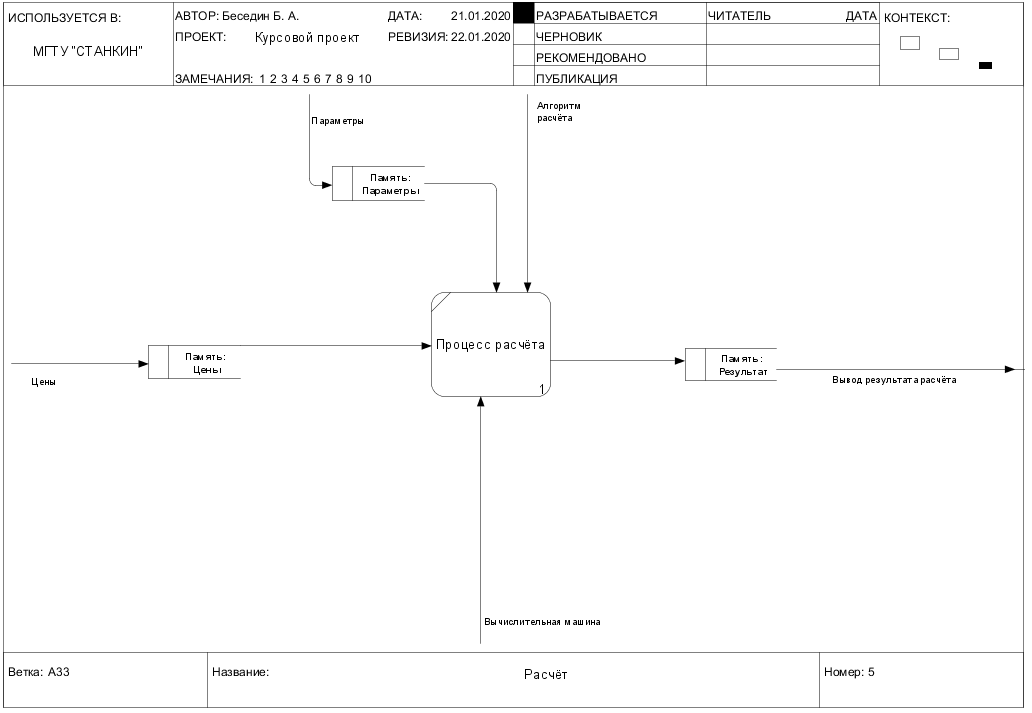 ИСПОЛЬЗУЕТСЯ В:
МГТУ "СТАНКИН"
АВТОР: Беседин Б. А.
ДАТА: 21.01.2020
ПРОЕКТ: Курсовой проект
РЕВИЗИЯ: 22.01.2020
ЗАМЕЧАНИЯ: 1 2 3 4 5 6 7 8 9 10
РАЗРАБАТЫВАЕТСЯ
ЧЕРНОВИК
РЕКОМЕНДОВАНО
ПУБЛИКАЦИЯ
ЧИТАТЕЛЬ ДАТА
КОНТЕКСТ:
Параметры
Алгоритм
расчёта
Память:
Параметры
Процесс расчёта
1
Память:
Цены
Цены
Память:
Результат
Вывод результата расчёта
Вычислительная машина
Ветка: A33
Название:
Расчёт
Номер: 5